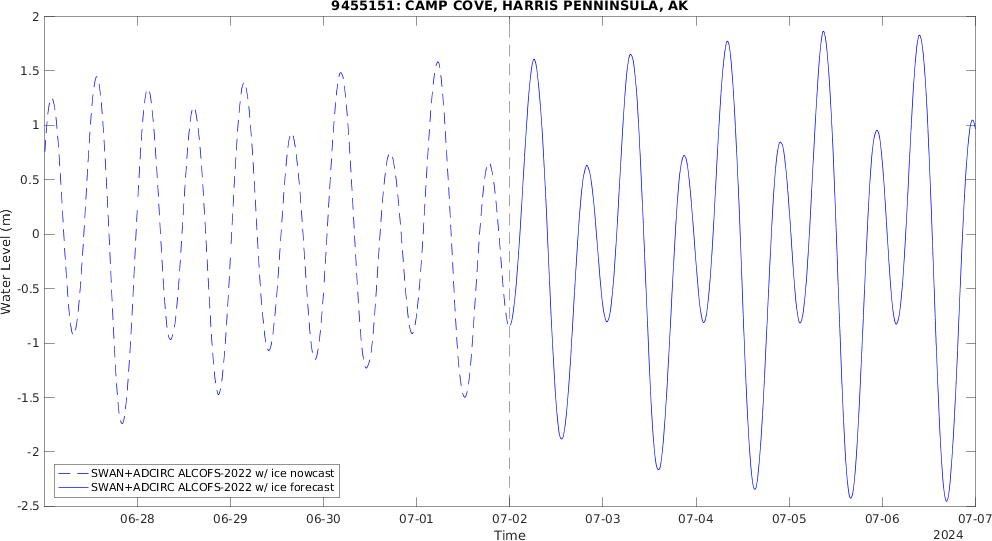 9455151: CAMP COVE, HARRIS PENNINSULA, AK
2
1.5
1
0.5
0
-0.5
-1
-1.5
-2
-2.5
Water Level (m)
SWAN+ADCIRC ALCOFS-2022 w/ ice nowcast
SWAN+ADCIRC ALCOFS-2022 w/ ice forecast
06-28 06-29 06-30 07-01 07-02 07-03 07-04 07-05 07-06 07-07
Time
2024